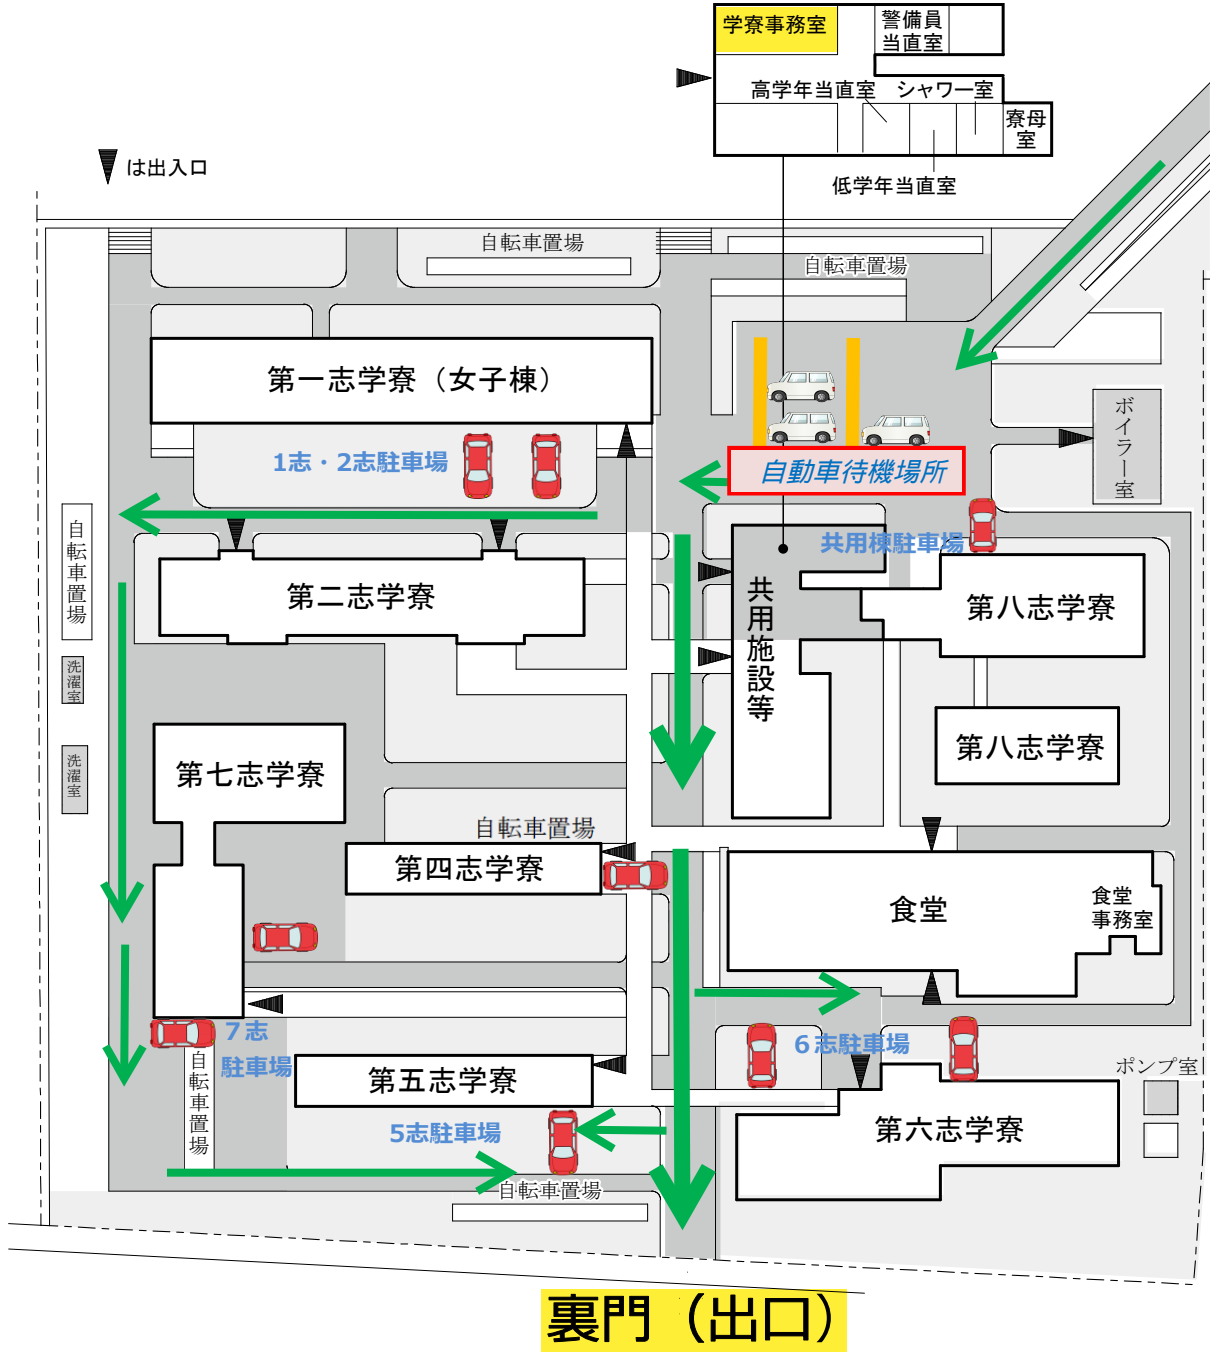 学寮事務室
警備員
当直室
高学年当直室
シャワー室
寮母
室
低学年当直室
は出入口
自転車置場
自転車置場
第一志学寮（女子棟）
1志・2志駐車場
自動車待機場所
ボイラー室
自転車置場
共用棟駐車場
第二志学寮
共用施設等
第八志学寮
洗濯室
第七志学寮
第八志学寮
洗濯室
自転車置場
第四志学寮
食堂
食堂
事務室
７志
駐車場
６志駐車場
自転車置場
第五志学寮
ポンプ室
5志駐車場
第六志学寮
自転車置場
裏門（出口）